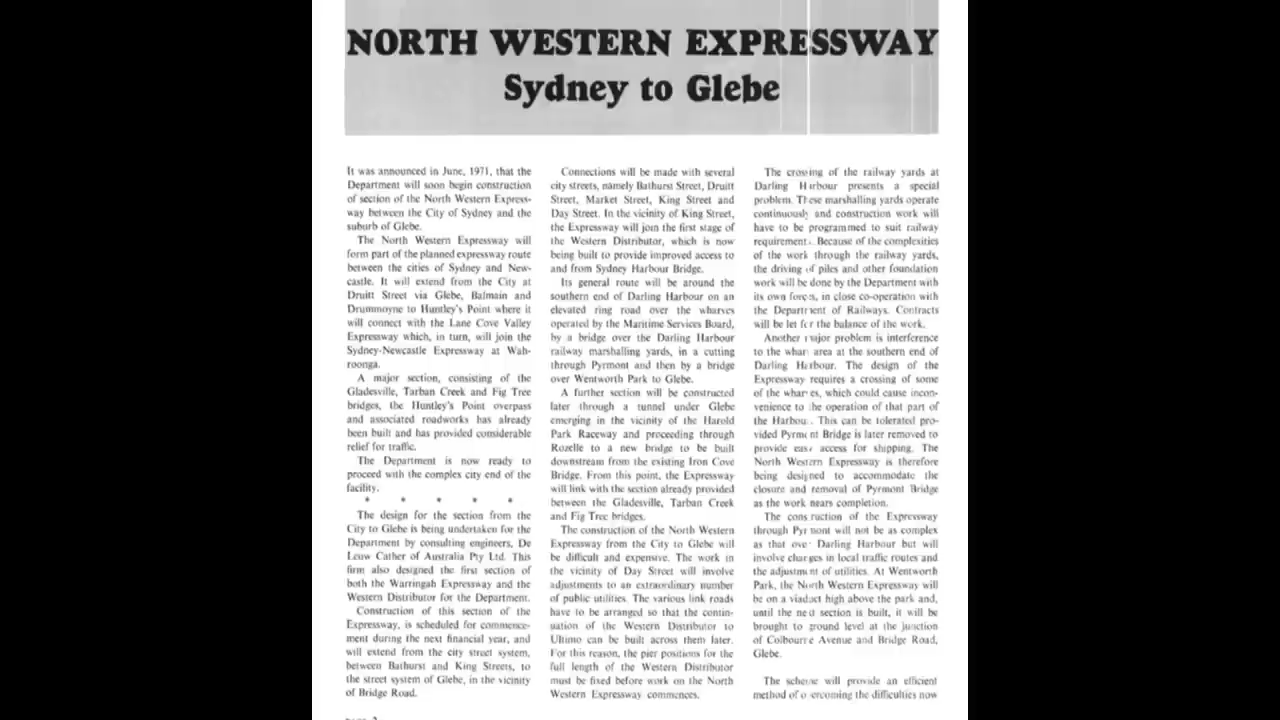 NORTH WESTERN EXPRESSWAY
Sydney to Glebe
It was announced in June, 1971, that the
Department will soon begin construction
of section of the North Western Express-
way between the City of Sydney and the
suburb of Glebe.
The North Western Expressway will
form part of the planned expressway route
between the cities of Sydney and New-
castle. It will extend from the City at
Druitt Street via Glebe, Balmain and
Drummoyne to Huntley's Point where it
will connect with the Lane Cove Valley
Expressway which, in turn, will join the
Sydney-Newcastle Expressway at Wah-
roonga.
A major section, consisting of the
Gladesville, Tarban Creek and Fig Tree
bridges, the Huntley's Point overpass
and associated roadworks has already
been built and has provided considerable
relief for traffic.
The Department is now ready to
proceed with the complex city end of the
facility.
* * * * *
The design for the section from the
City to Glebe is being undertaken for the
Department by consulting engineers, De
Leuw Cather of Australia Pty Ltd. This
firm also designed the first section of
both the Warringah Expressway and the
Western Distributor for the Department.
Construction of this section of the
Expressway, is scheduled for commence-
ment during the next financial year, and
will extend from the city street system,
between Bathurst and King Streets, to
the street system of Glebe, in the vicinity
of Bridge Road.
Connections will be made with several
city streets, namely Bathurst Street, Druitt
Street, Market Street, King Street and
Day Street. In the vicinity of King Street,
the Expressway will join the first stage of
the Western Distributor, which is now
being built to provide improved access to
and from Sydney Harbour Bridge.
Its general route will be around the
southern end of Darling Harbour on an
elevated ring road over the wharves
operated by the Maritime Services Board,
by a bridge over the Darling Harbour
railway marshalling yards, in a cutting
through Pyrmont and then by a bridge
over Wentworth Park to Glebe.
A further section will be constructed
later through a tunnel under Glebe
emerging in the vicinity of the Harold
Park Raceway and proceeding through
Rozelle to a new bridge to be built
downstream from the existing Iron Cove
Bridge. From this point, the Expressway
will link with the section already provided
between the Gladesville, Tarban Creek
and Fig Tree bridges.
The construction of the North Western
Expressway from the City to Glebe will
be difficult and expensive. The work in
the vicinity of Day Street will involve
adjustments to an extraordinary number
of public utilities. The various link roads
have to be arranged so that the contin-
uation of the Western Distributor to
Ultimo can be built across them later.
For this reason, the pier positions for the
full length of the Western Distributor
must be fixed before work on the North
Western Expressway commences.
The crossing of the railway yards at
Darling Harbour presents a special
problem. These marshalling yards operate
continuously and construction work will
have to be programmed to suit railway
requirements. Because of the complexities
of the work through the railway yards,
the driving of piles and other foundation
work will be done by the Department with
its own forces, in close co-operation with
the Department of Railways. Contracts
will be let for the balance of the work.
Another major problem is interference
to the wharf area at the southern end of
Darling Harbour. The design of the
Expressway requires a crossing of some
of the wharves, which could cause incon-
venience to the operation of that part of
the Harbour. This can be tolerated pro-
vided Pyrmont Bridge is later removed to
provide easier access for shipping. The
North Western Expressway is therefore
being designed to accommodate the
closure and removal of Pyrmont Bridge
as the work nears completion.
The construction of the Expressway
through Pyrmont will not be as complex
as that over Darling Harbour but will
involve changes in local traffic routes and
the adjustment of utilities. At Wentworth
Park, the North Western Expressway will
be on a viaduct high above the park and,
until the next section is built, it will be
brought to ground level at the junction
of Colbourne Avenue and Bridge Road,
Glebe.
The scheme will provide an efficient
method of overcoming the difficulties now